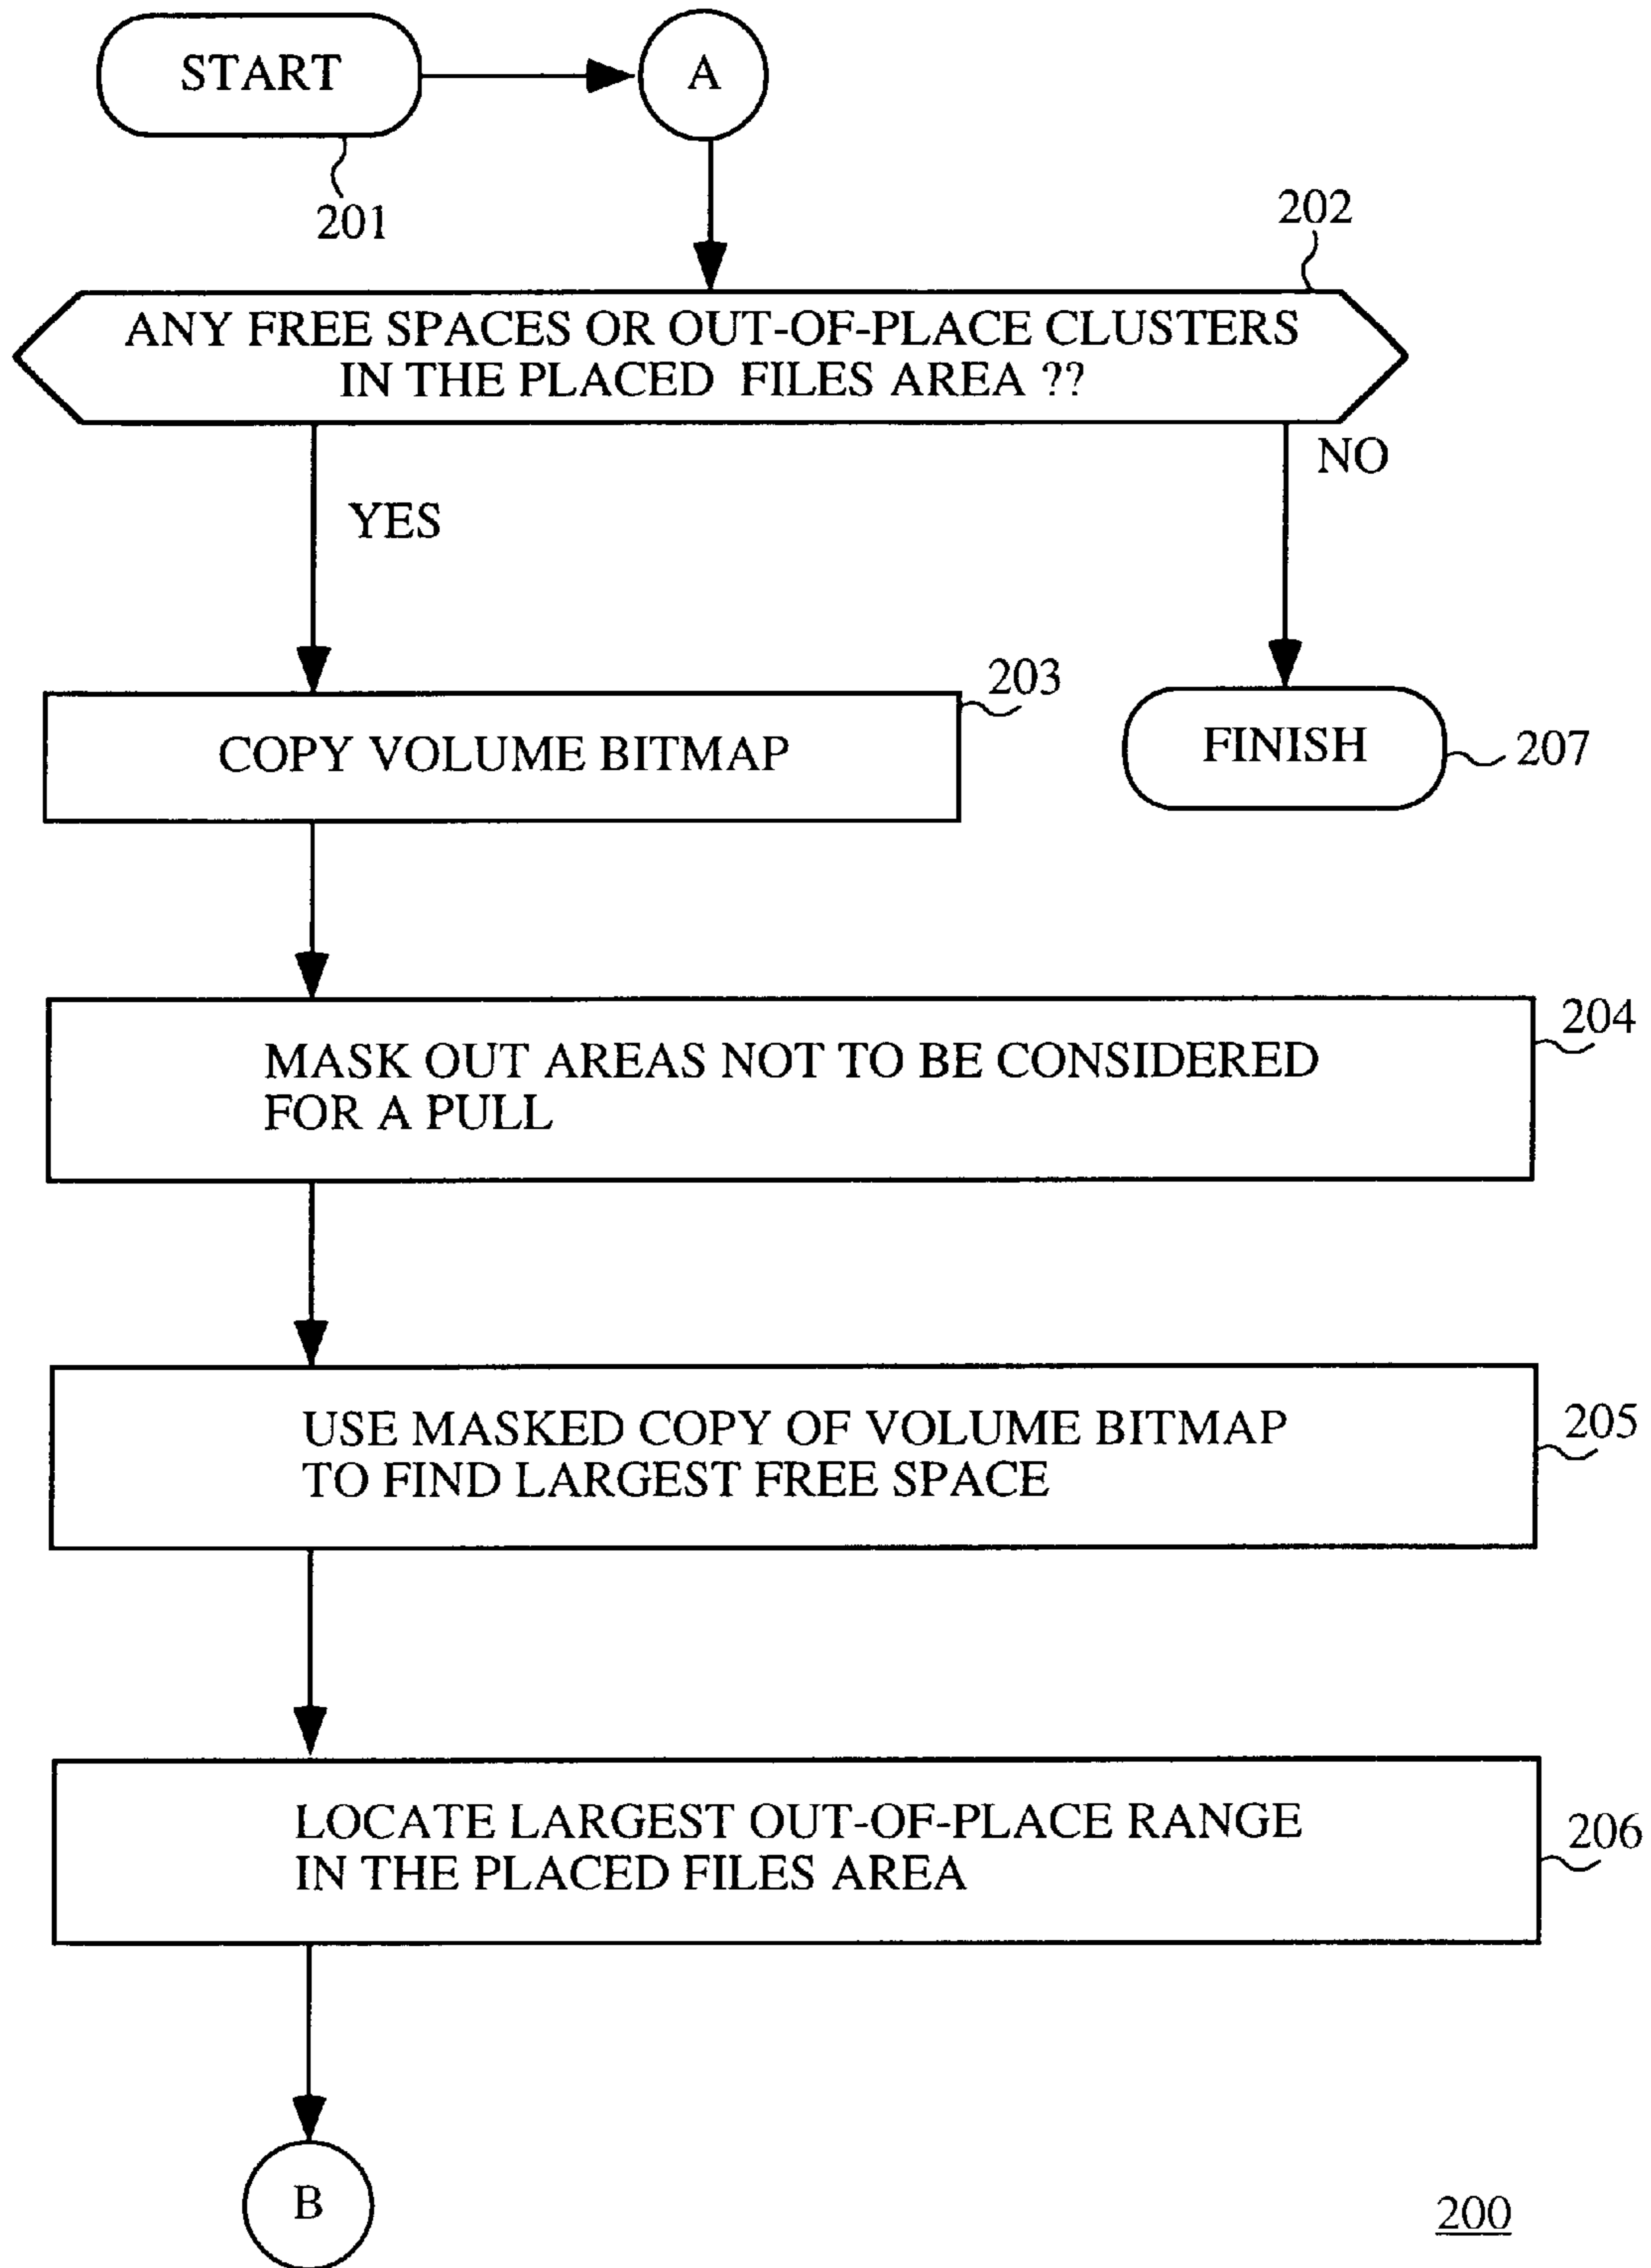 START
A
201
202
ANY FREE SPACES OR OUT-OF-PLACE CLUSTERS
IN THE PLACED FILES AREA ??
NO
YES
203
COPY VOLUME BITMAP
FINISH
207
204
MASK OUT AREAS NOT TO BE CONSIDERED
FOR A PULL
205
USE MASKED COPY OF VOLUME BITMAP
TO FIND LARGEST FREE SPACE
206
LOCATE LARGEST OUT-OF-PLACE RANGE
IN THE PLACED FILES AREA
B
200